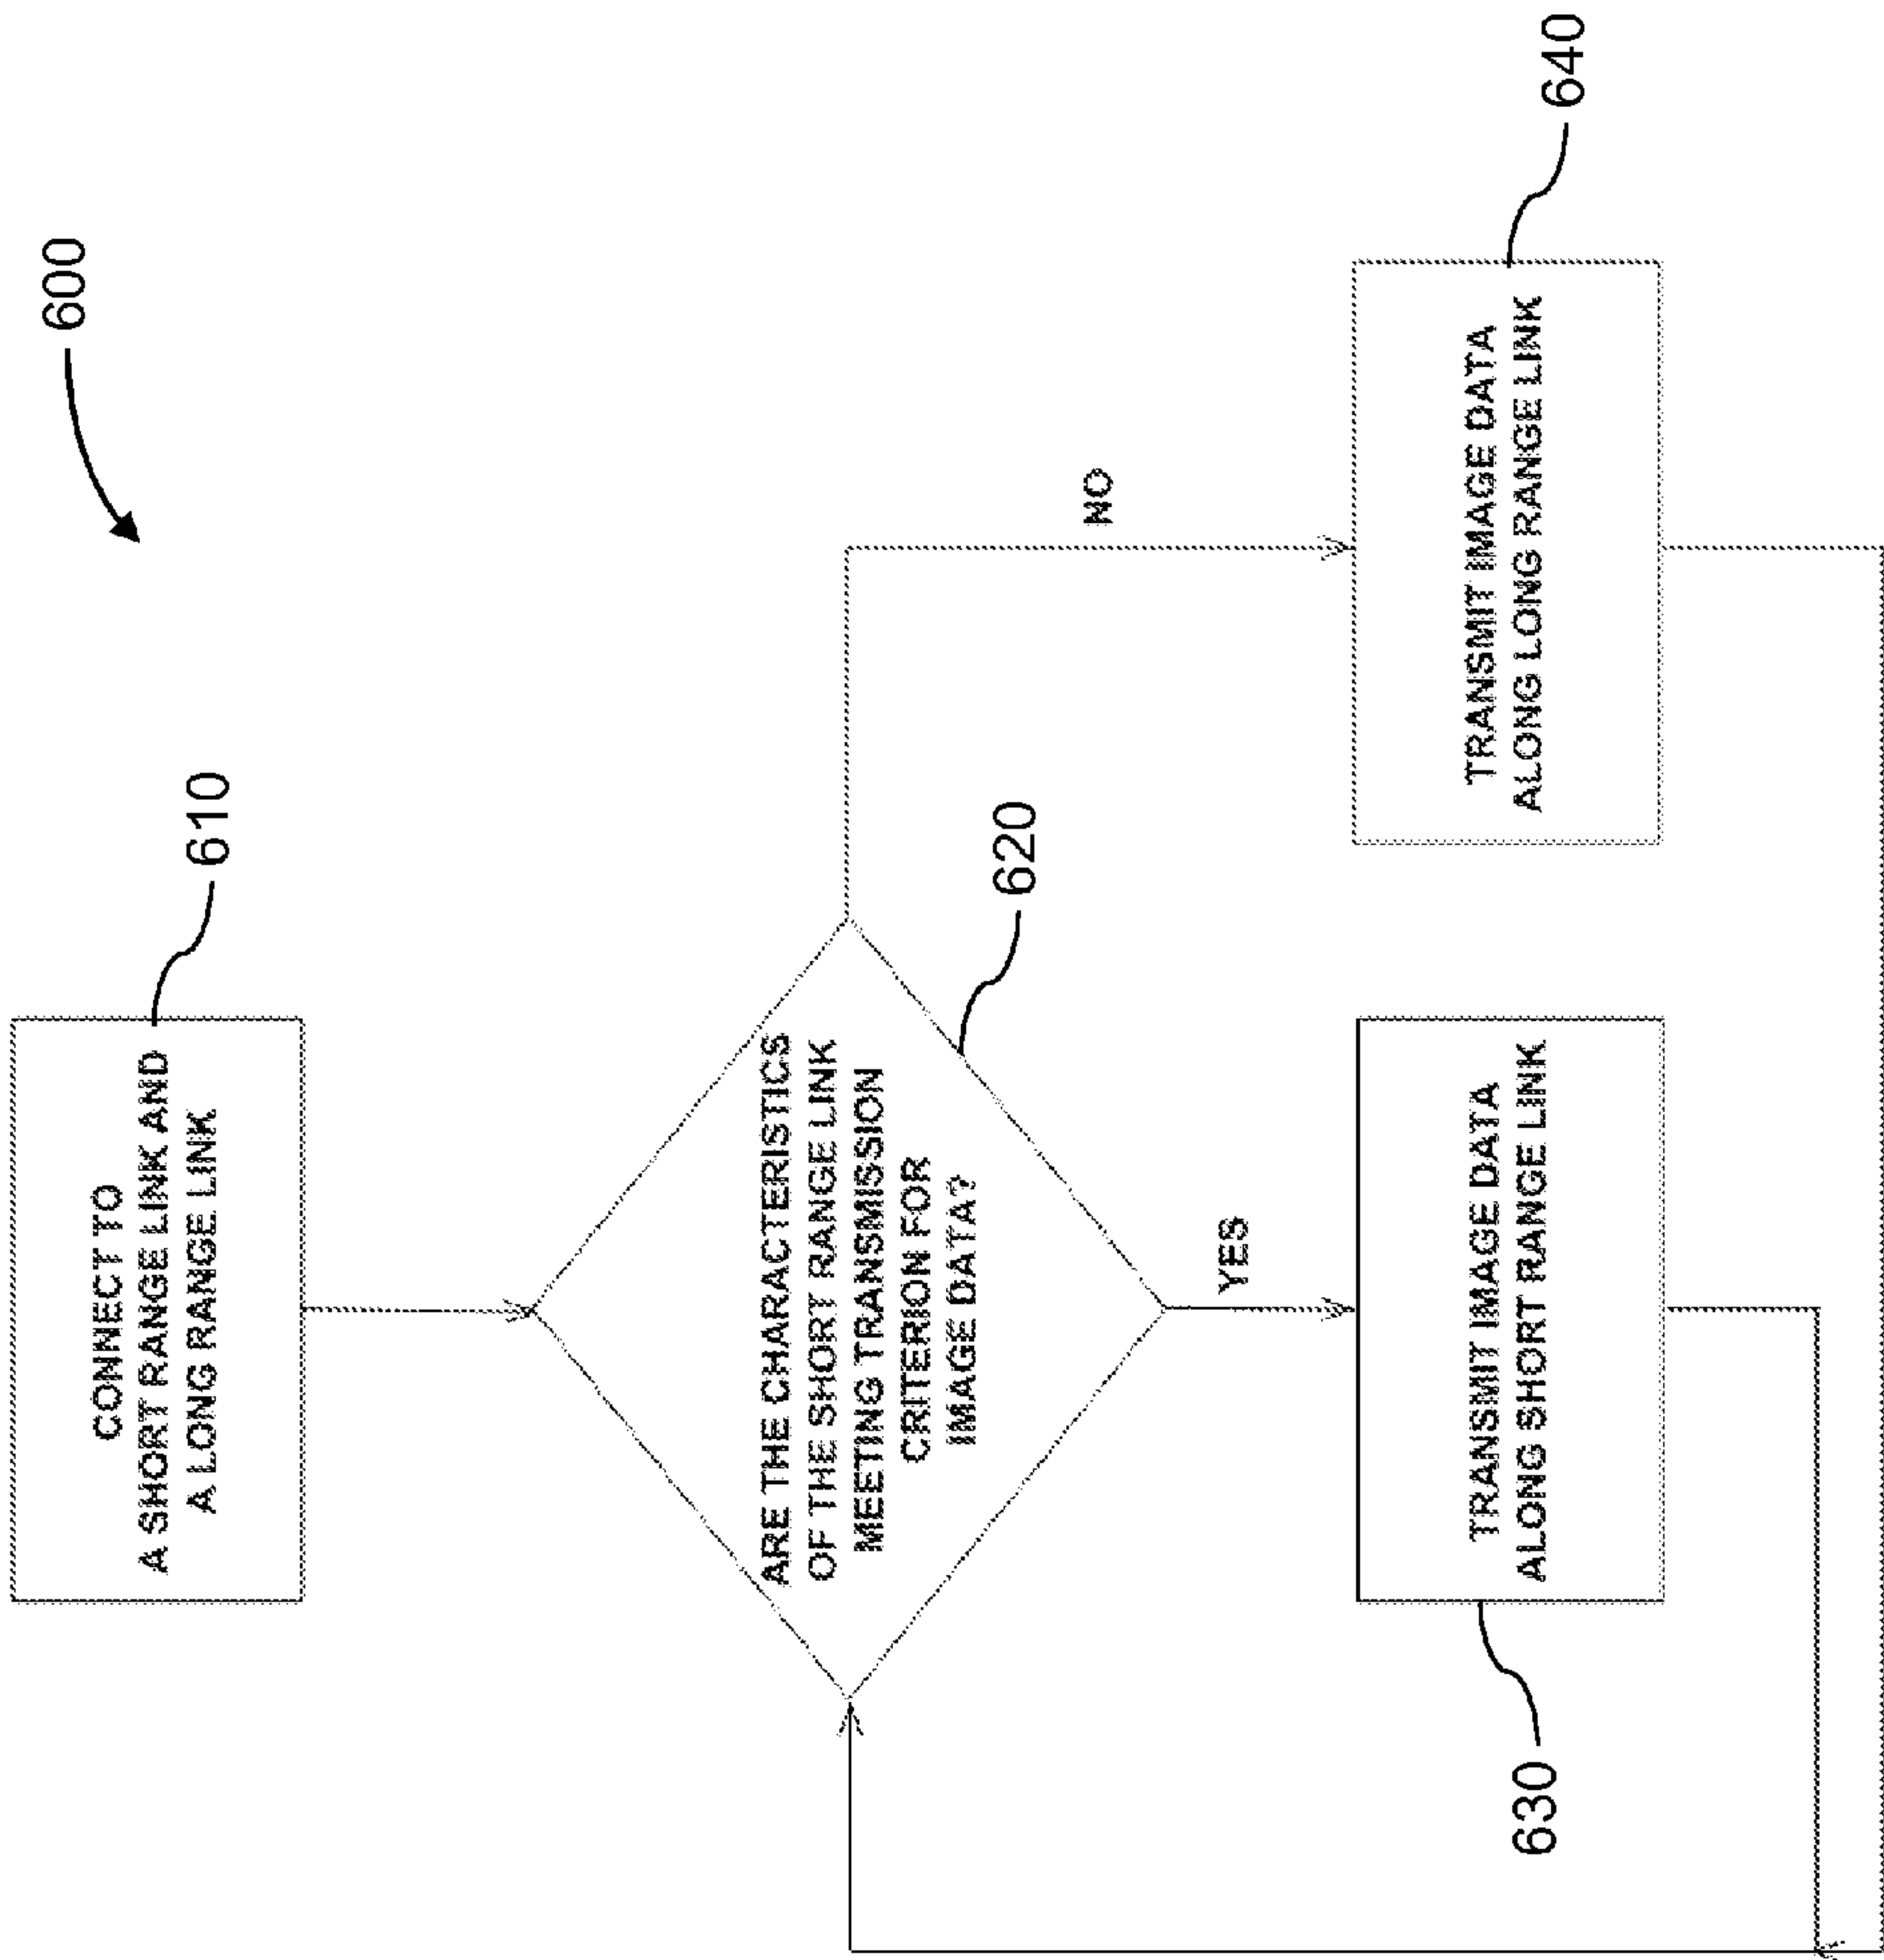 600
CONNECT TO
A SHORT RANGE LINK AND
A LONG RANGE LINK
610
ARE THE CHARACTERISTICS
OF THE SHORT RANGE LINK
MEETING TRANSMISSION
CRITERION FOR
IMAGE DATA?
620
NO
YES
TRANSMIT IMAGE DATA
ALONG SHORT RANGE LINK
630
TRANSMIT IMAGE DATA
ALONG LONG RANGE LINK
640